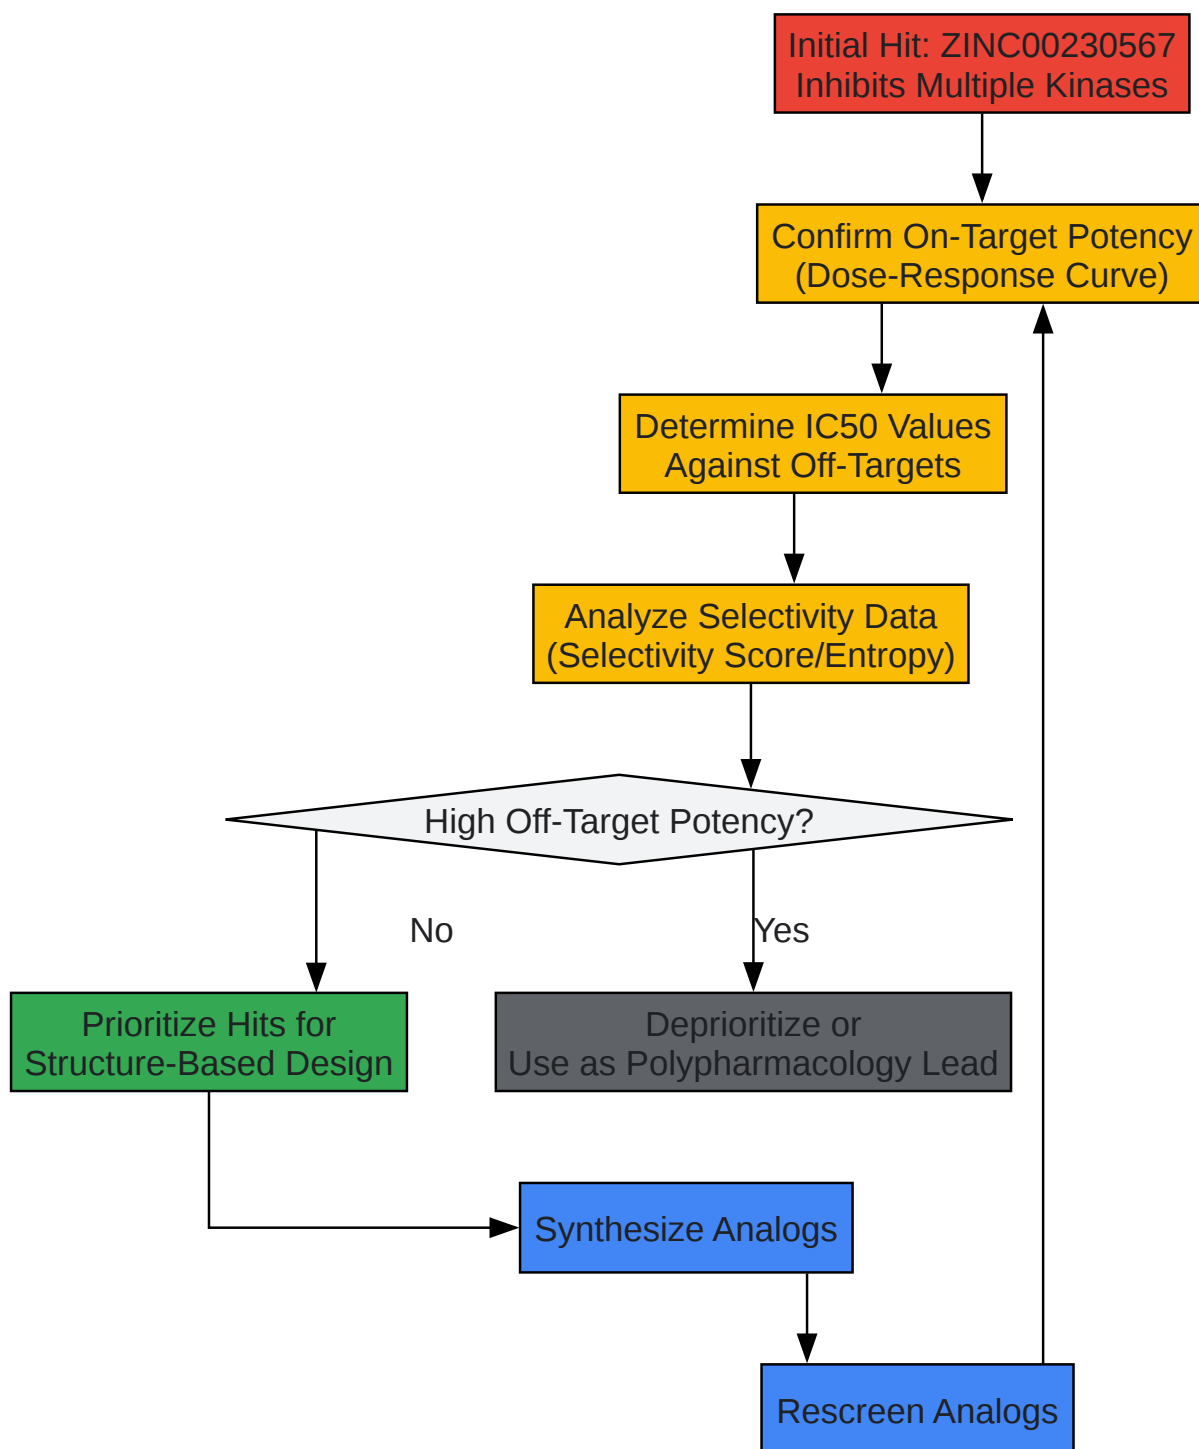 Initial Hit: ZINC00230567
Inhibits Multiple Kinases
Confirm On-Target Potency
(Dose-Response Curve)
Determine IC50 Values
Against Off-Targets
Analyze Selectivity Data
(Selectivity Score/Entropy)
High Off-Target Potency?
No
Yes
Prioritize Hits for
Structure-Based Design
Deprioritize or
Use as Polypharmacology Lead
Synthesize Analogs
Rescreen Analogs